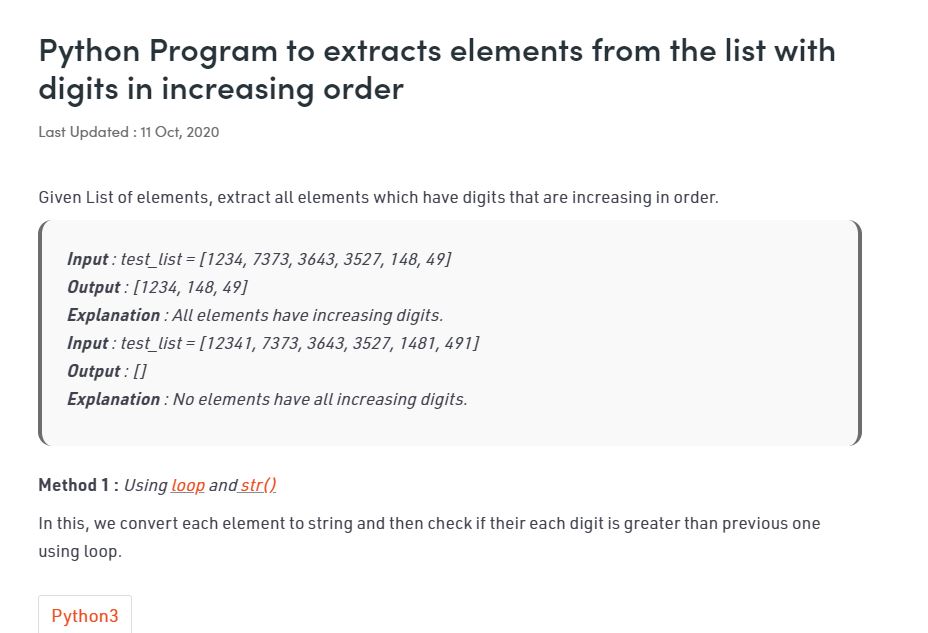 Python Program to extracts elements from the list with
digits in increasing order
Last Updated : 11 Oct, 2020
Given List of elements, extract all elements which have digits that are increasing in order.
Input : test_list = [1234, 7373, 3643, 3527, 148, 49]
Output : [1234, 148, 49]
Explanation : All elements have increasing digits.
Input : test_list = [12341, 7373, 3643, 3527, 1481, 491]
Output : []
Explanation : No elements have all increasing digits.
Method 1 : Using loop and str()
In this, we convert each element to string and then check if their each digit is greater than previous one
using loop.
Python3